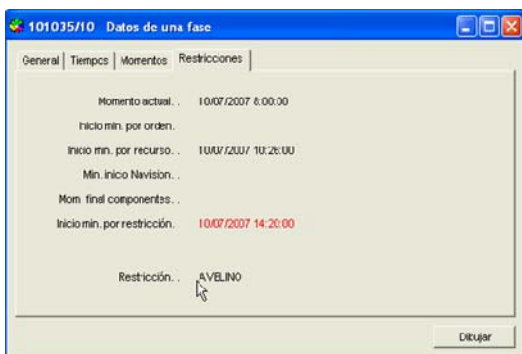 101035/10 Datos de una fase
General Tiempos Momentos Restricciones
Momento actual. . 10/07/2007 8:00:00
Inicio min. por orden.
Inicio min. por recurso. . 10/07/2007 10:26:00
Min. inico Navision. .
Mom final componentes. .
Inicio min. por restricción. 10/07/2007 14:20:00
Restricción. . AVELINO
Dibujar